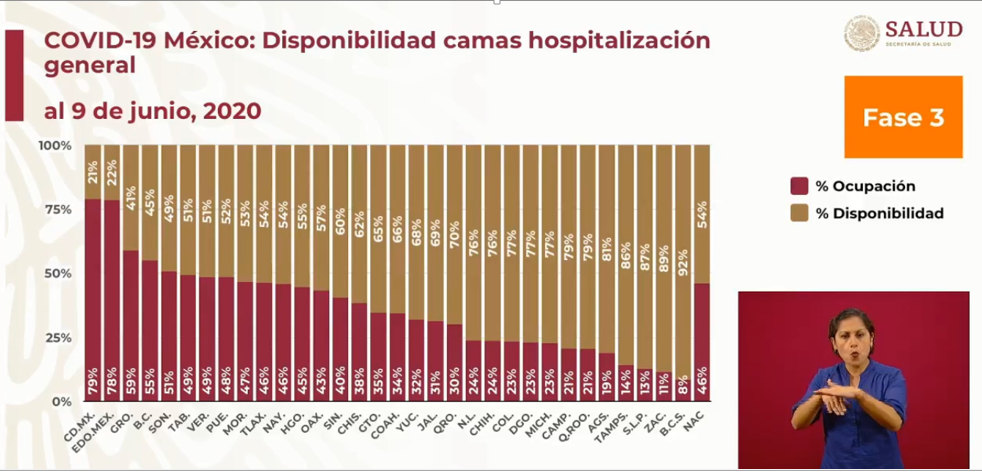 COVID-19 México: Disponibilidad camas hospitalización
general
al 9 de junio, 2020
SALUD
SECRETARÍA DE SALUD
Fase 3
% Ocupación
% Disponibilidad
100%
75%
50%
25%
0%
21% 22% 41% 45% 49% 51% 51% 52% 53% 54% 54% 55% 57% 60% 62% 65% 66% 68% 69% 70% 76% 76% 77% 77% 77% 79% 79% 81% 86% 87% 89% 92% 54%
79% 78% 59% 55% 51% 49% 49% 48% 47% 46% 46% 45% 43% 40% 38% 35% 34% 32% 31% 30% 24% 24% 23% 23% 23% 21% 21% 19% 14% 13% 11% 8% 46%
CD.MX. EDO.MEX. GRO. B.C. SON. TAB. VER. PUE. MOR. TLAX. NAY. HGO. OAX. SIN. CHIS. GTO. COAH. YUC. JAL. QRO. N.L. CHIH. COL. DGO. MICH. CAMP. Q.ROO. AGS. TAMPS. S.L.P. ZAC. B.C.S. NAC